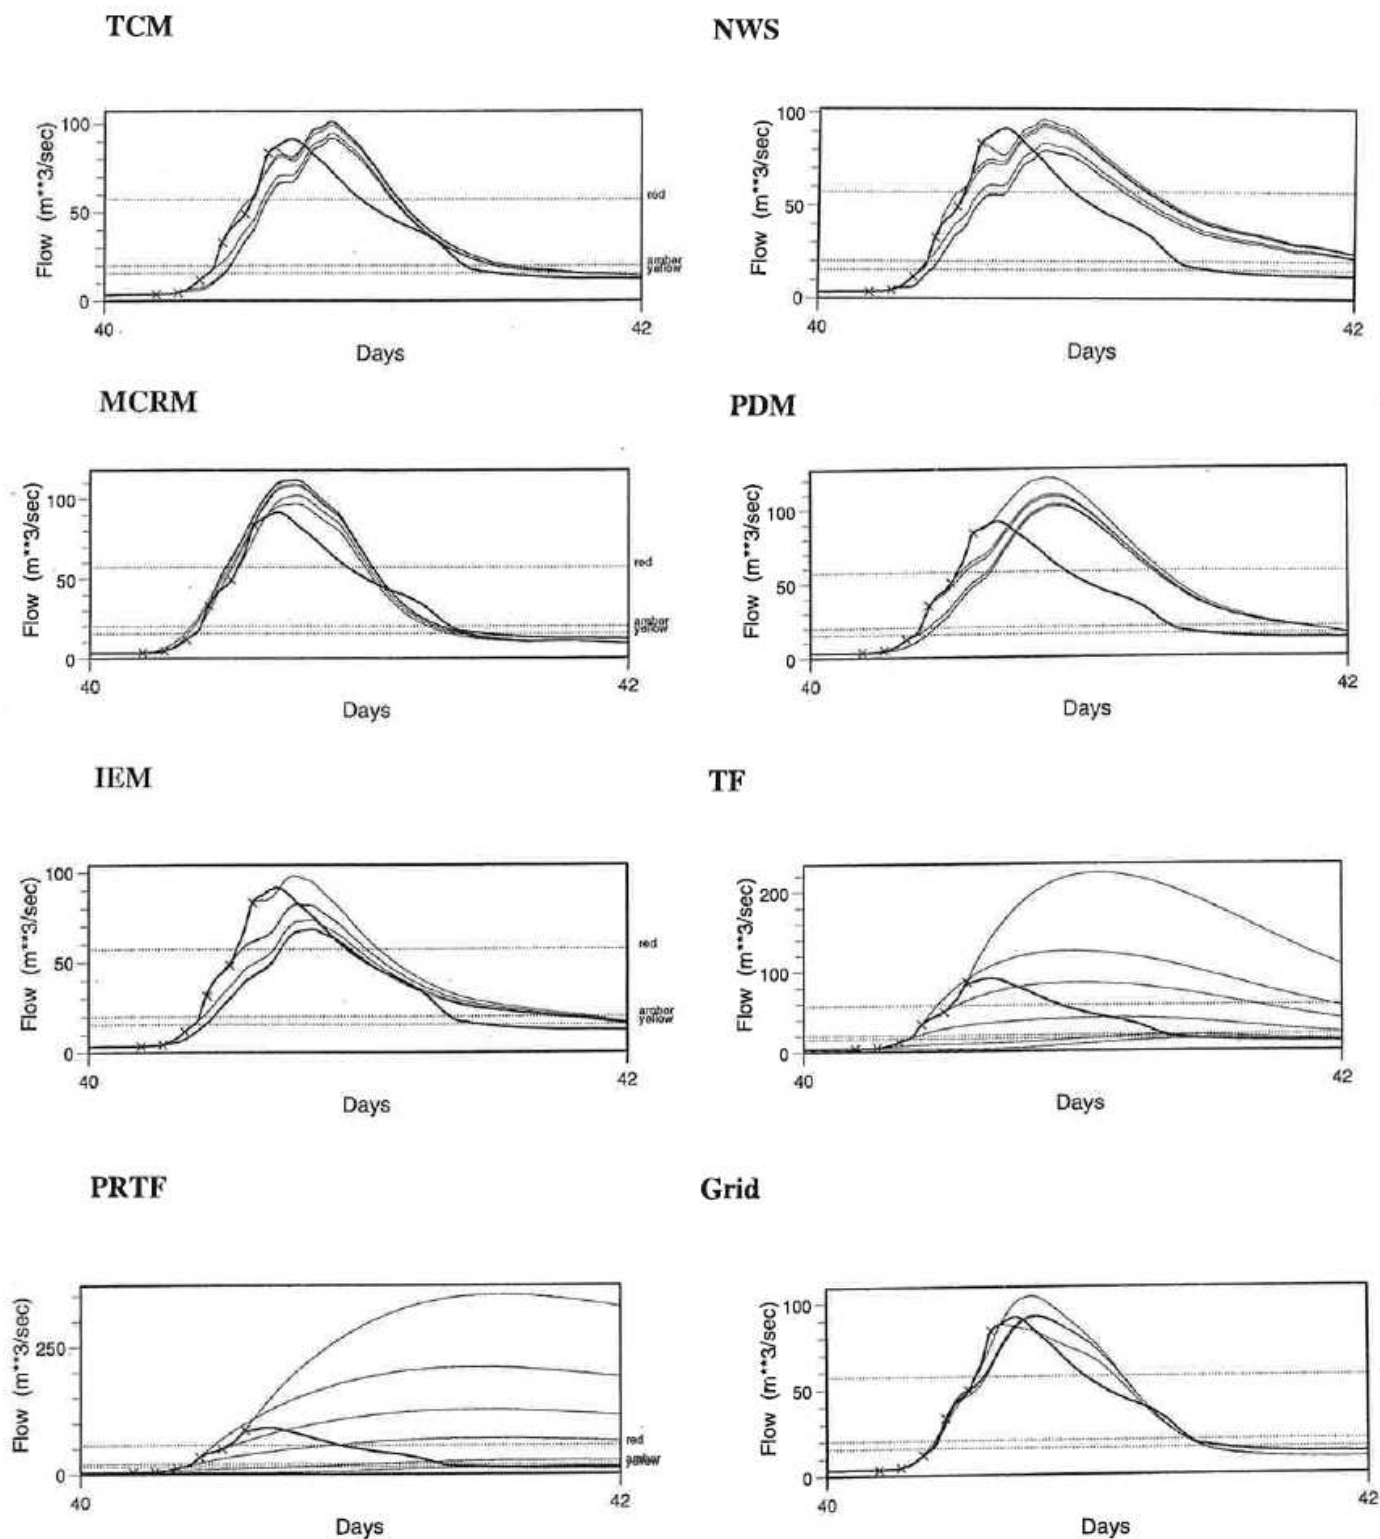 TCM
NWS
Flow (m**3/sec)
100
50
0
red
amber
yellow
40
42
Days
Flow (m**3/sec)
100
50
0
40
42
Days
MCRM
PDM
Flow (m**3/sec)
100
50
0
red
amber
yellow
40
42
Days
Flow (m**3/sec)
100
50
0
40
42
Days
IEM
TF
Flow (m**3/sec)
100
50
0
red
amber
yellow
40
42
Days
Flow (m**3/sec)
200
100
0
40
42
Days
PRTF
Grid
Flow (m**3/sec)
250
0
red
40
42
Days
Flow (m**3/sec)
100
50
0
40
42
Days